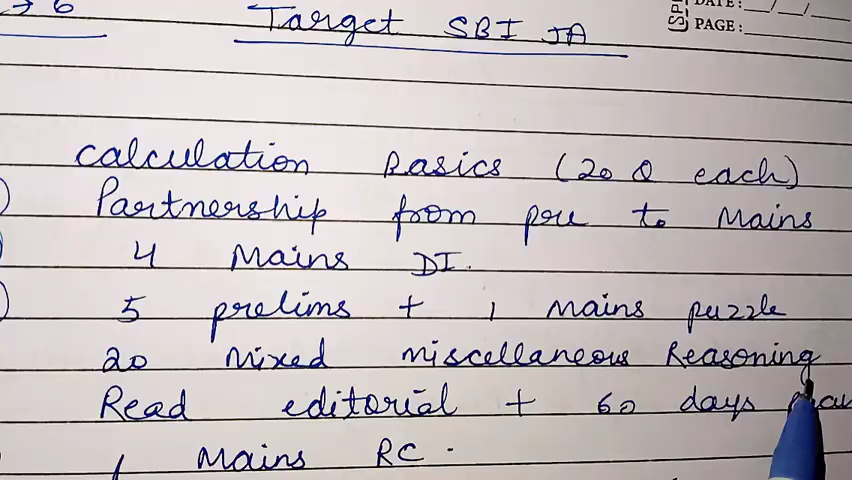 → 6 Target SBI JA DATE:
PAGE:
calculation Basics (20 Q each)
Partnership from pre to Mains
4 Mains DI.
5 prelims + 1 Mains puzzle
20 Mixed miscellaneous Reasoning
Read editorial + 60 days
1 Mains RC.